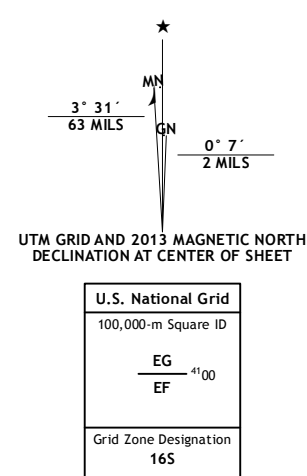 ★
MN
3° 31´
63 MILS
GN
0° 7´
2 MILS
UTM GRID AND 2013 MAGNETIC NORTH
DECLINATION AT CENTER OF SHEET
U.S. National Grid
100,000-m Square ID
EG
4100
EF
Grid Zone Designation
16S